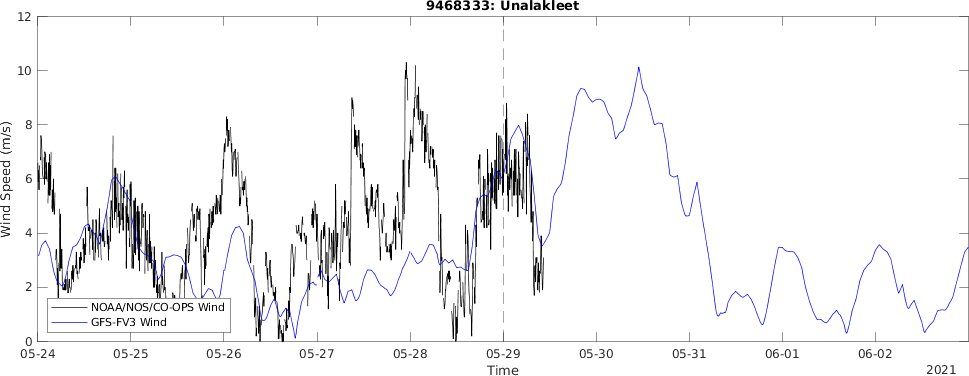 9468333: Unalakleet
12
10
8
6
4
2
0
Wind Speed (m/s)
NOAA/NOS/CO-OPS Wind
GFS-FV3 Wind
05-24 05-25 05-26 05-27 05-28 05-29 05-30 05-31 06-01 06-02
Time
2021